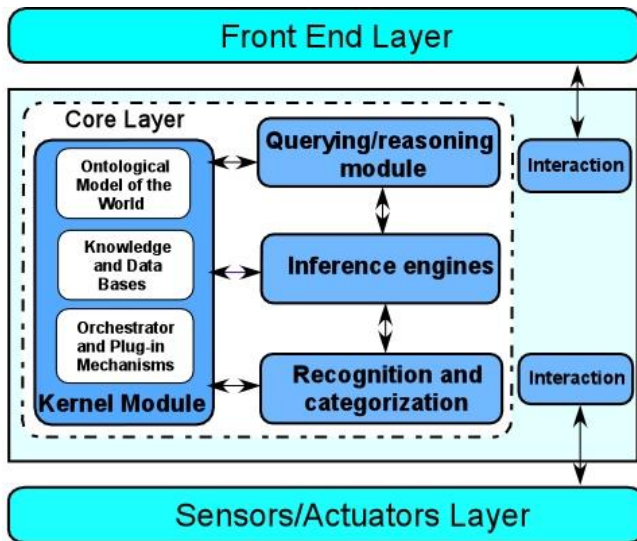 Front End Layer
Core Layer
Ontological
Model of the
World
Knowledge
and Data
Bases
Orchestrator
and Plug-in
Mechanisms
Kernel Module
Querying/reasoning
module
Inference engines
Recognition and
categorization
Interaction
Interaction
Sensors/Actuators Layer